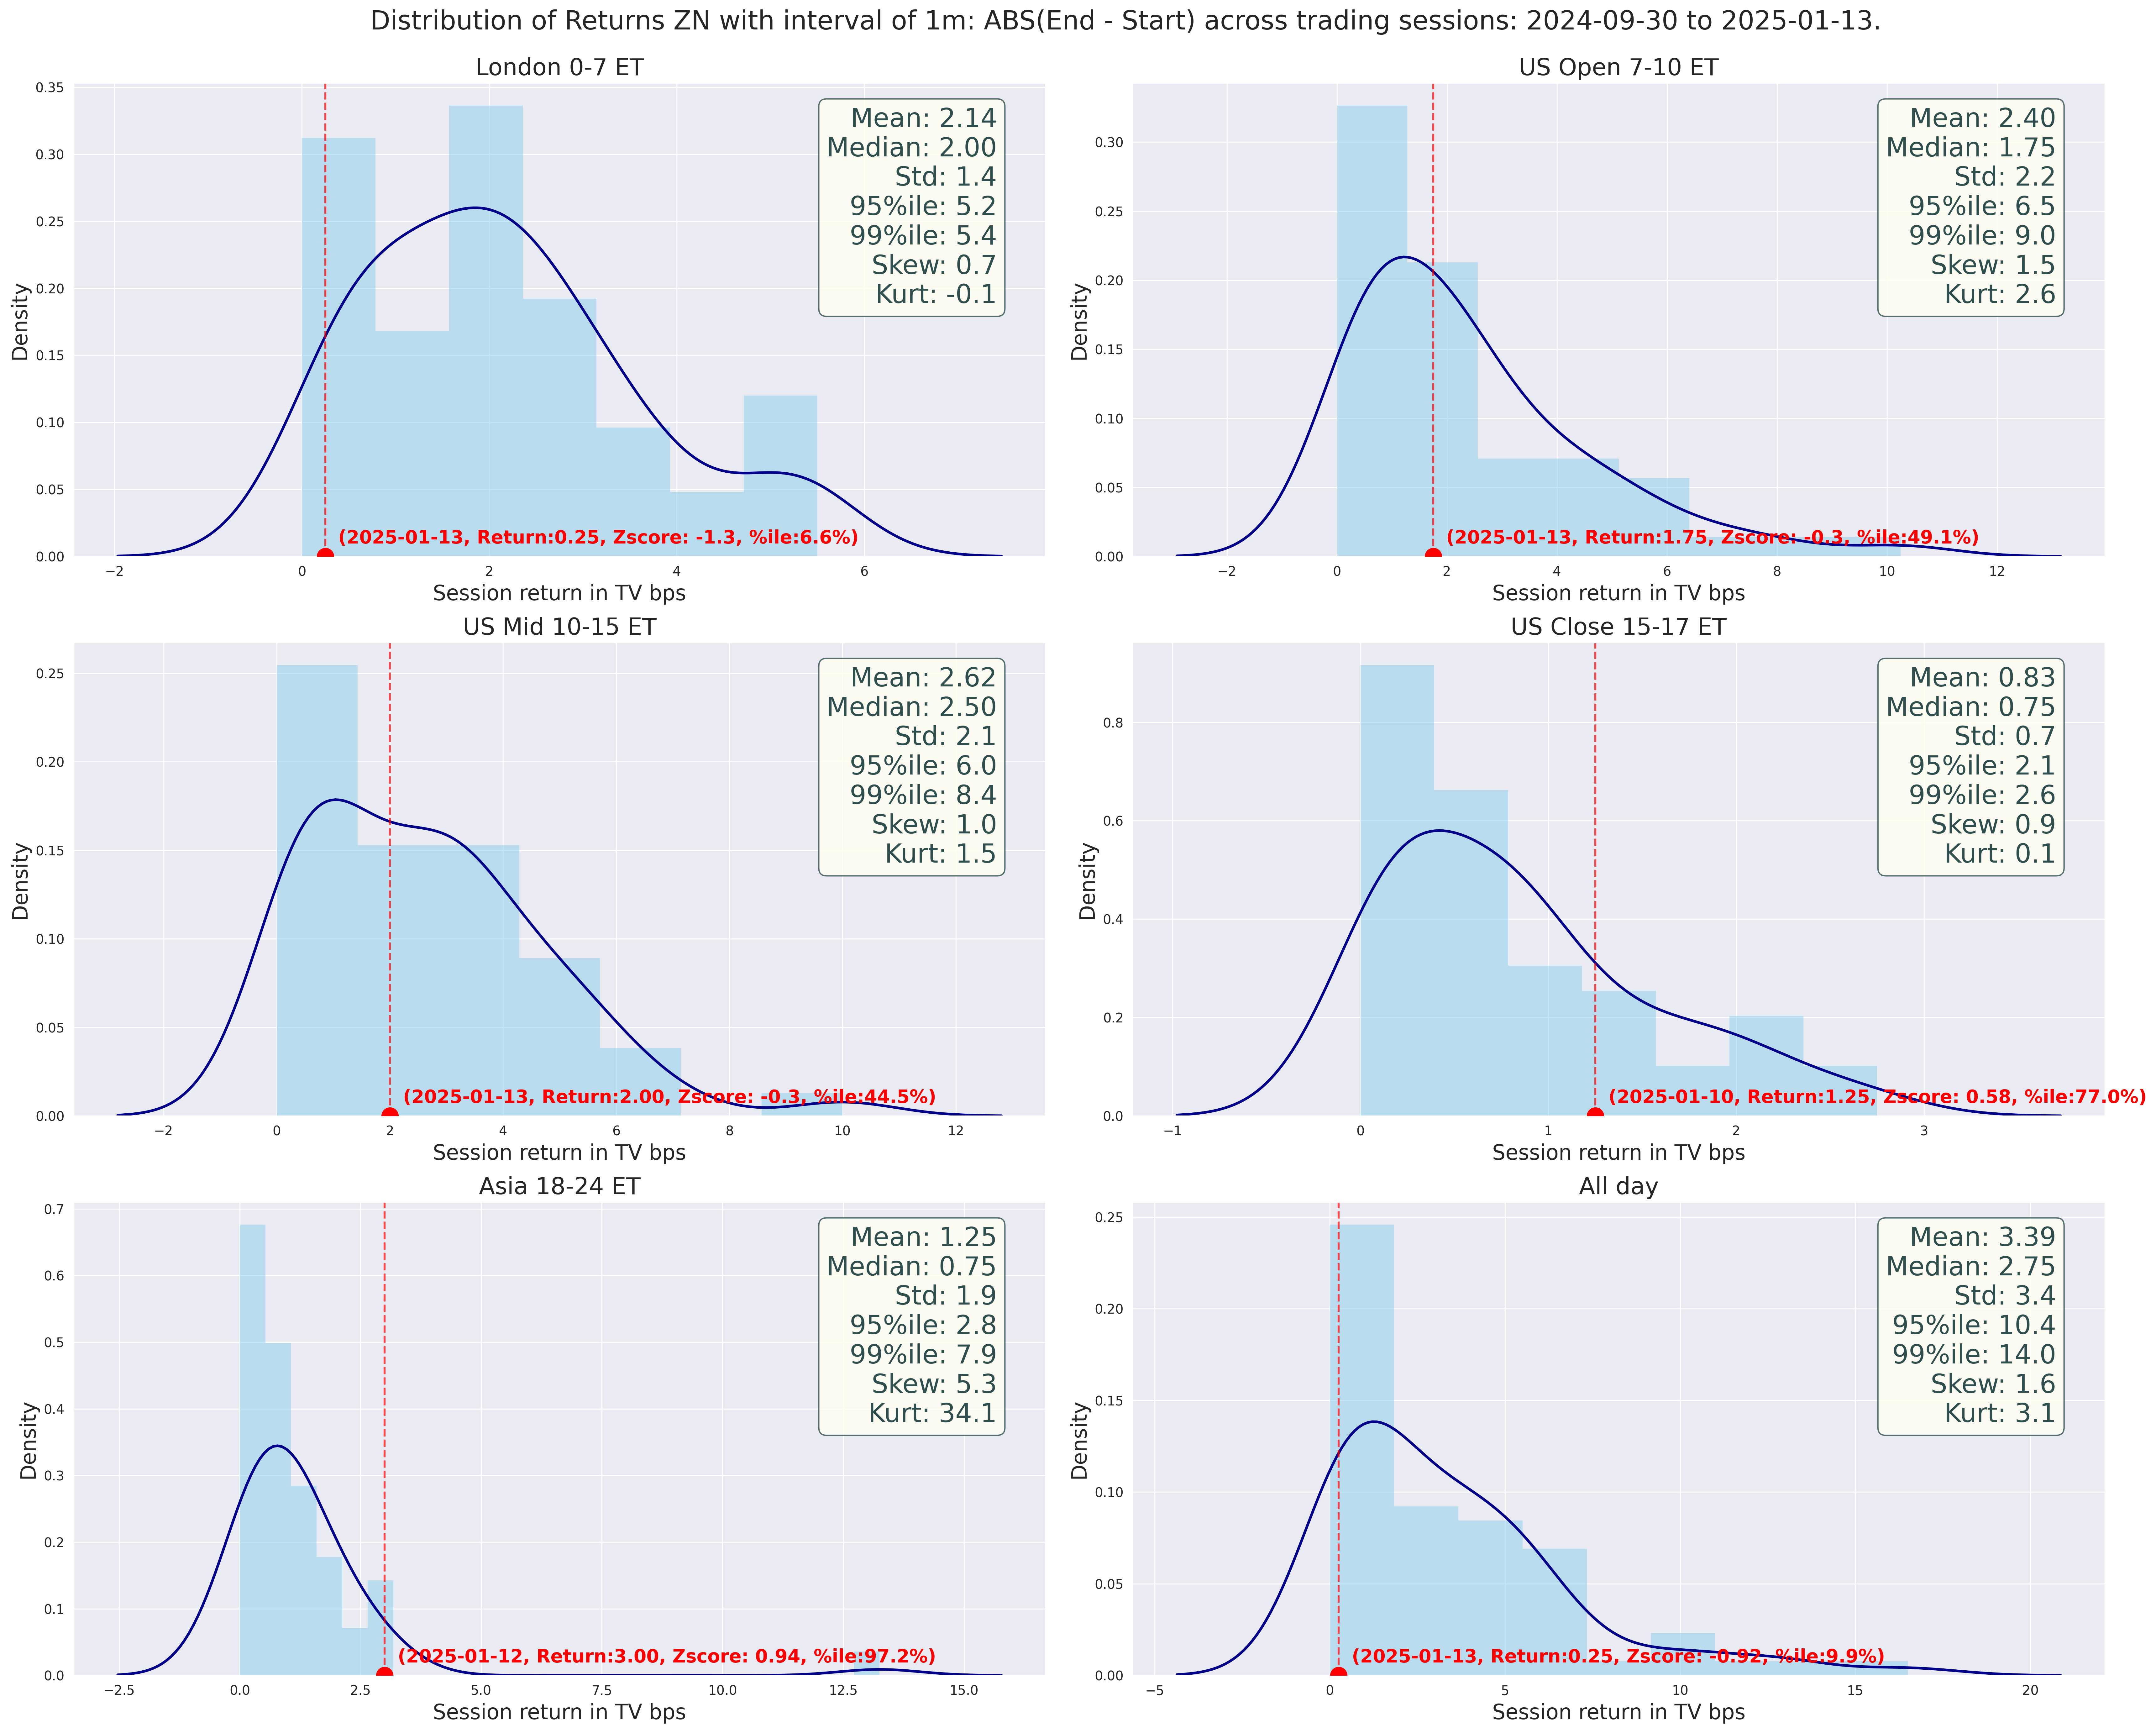 Distribution of Returns ZN with interval of 1m: ABS(End - Start) across trading sessions: 2024-09-30 to 2025-01-13.
London 0-7 ET
Density
0.35
0.30
0.25
0.20
0.15
0.10
0.05
0.00
Mean: 2.14
Median: 2.00
Std: 1.4
95%ile: 5.2
99%ile: 5.4
Skew: 0.7
Kurt: -0.1
(2025-01-13, Return:0.25, Zscore: -1.3, %ile:6.6%)
−2 0 2 4 6
Session return in TV bps
US Open 7-10 ET
Density
0.30
0.25
0.20
0.15
0.10
0.05
0.00
Mean: 2.40
Median: 1.75
Std: 2.2
95%ile: 6.5
99%ile: 9.0
Skew: 1.5
Kurt: 2.6
(2025-01-13, Return:1.75, Zscore: -0.3, %ile:49.1%)
−2 0 2 4 6 8 10 12
Session return in TV bps
US Mid 10-15 ET
Density
0.25
0.20
0.15
0.10
0.05
0.00
Mean: 2.62
Median: 2.50
Std: 2.1
95%ile: 6.0
99%ile: 8.4
Skew: 1.0
Kurt: 1.5
(2025-01-13, Return:2.00, Zscore: -0.3, %ile:44.5%)
−2 0 2 4 6 8 10 12
Session return in TV bps
US Close 15-17 ET
Density
0.8
0.6
0.4
0.2
0.0
Mean: 0.83
Median: 0.75
Std: 0.7
95%ile: 2.1
99%ile: 2.6
Skew: 0.9
Kurt: 0.1
(2025-01-10, Return:1.25, Zscore: 0.58, %ile:77.0%)
−1 0 1 2 3
Session return in TV bps
Asia 18-24 ET
Density
0.7
0.6
0.5
0.4
0.3
0.2
0.1
0.0
Mean: 1.25
Median: 0.75
Std: 1.9
95%ile: 2.8
99%ile: 7.9
Skew: 5.3
Kurt: 34.1
(2025-01-12, Return:3.00, Zscore: 0.94, %ile:97.2%)
−2.5 0.0 2.5 5.0 7.5 10.0 12.5 15.0
Session return in TV bps
All day
Density
0.25
0.20
0.15
0.10
0.05
0.00
Mean: 3.39
Median: 2.75
Std: 3.4
95%ile: 10.4
99%ile: 14.0
Skew: 1.6
Kurt: 3.1
(2025-01-13, Return:0.25, Zscore: -0.92, %ile:9.9%)
−5 0 5 10 15 20
Session return in TV bps